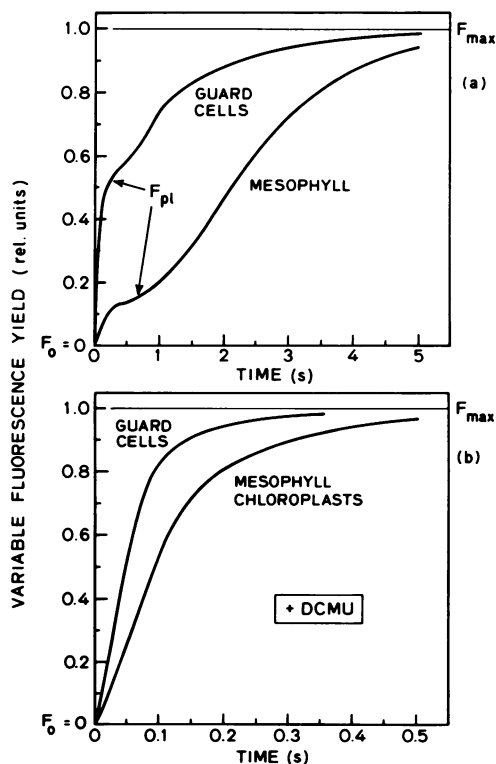 VARIABLE FLUORESCENCE YIELD (rel. units)
1.0
0.8
0.6
0.4
0.2
Fo = 0
Fmax
(a)
GUARD
CELLS
Fpl
MESOPHYLL
0 1 2 3 4 5
TIME (s)
1.0
0.8
0.6
0.4
0.2
Fo = 0
Fmax
(b)
GUARD
CELLS
MESOPHYLL
CHLOROPLASTS
+ DCMU
0 0.1 0.2 0.3 0.4 0.5
TIME (s)